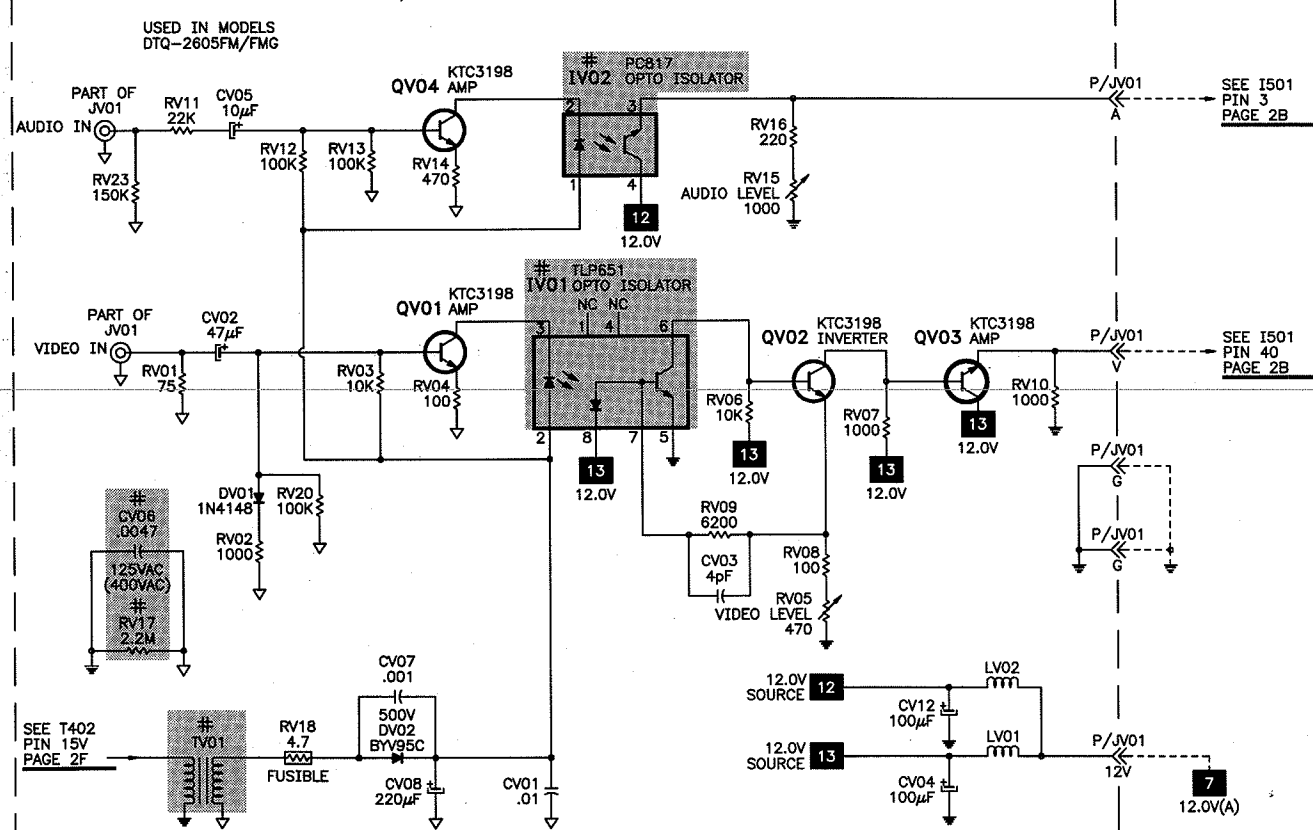 USED IN MODELS
DTQ-2605FM/FMG
PART OF
JV01
AUDIO IN
RV23
150K
RV11
22K
CV05
10µF
+
RV12
100K
RV13
100K
QV04
KTC3198
AMP
RV14
470
#
IV02
PC817
OPTO ISOLATOR
2
3
1
4
12
12.0V
RV16
220
RV15
AUDIO LEVEL
1000
P/JV01
A
SEE I501
PIN 3
PAGE 2B
PART OF
JV01
VIDEO IN
RV01
75
CV02
47µF
+
RV03
10K
QV01
KTC3198
AMP
RV04
100
#
IV01
TLP651
OPTO ISOLATOR
NC NC
3
1
4
6
2
8
7
5
13
12.0V
RV06
10K
13
12.0V
QV02
KTC3198
INVERTER
RV07
1000
13
12.0V
QV03
KTC3198
AMP
13
12.0V
RV10
1000
P/JV01
V
SEE I501
PIN 40
PAGE 2B
P/JV01
G
P/JV01
G
DV01
1N4148
RV20
100K
RV02
1000
#
CV06
.0047
125VAC
(400VAC)
#
RV17
2.2M
RV09
6200
CV03
4pF
RV08
100
RV05
VIDEO LEVEL
470
SEE T402
PIN 15V
PAGE 2F
#
TV01
RV18
4.7
FUSIBLE
CV07
.001
500V
DV02
BYV95C
CV08
220µF
+
CV01
.01
12.0V
SOURCE
12
CV12
100µF
+
LV02
12.0V
SOURCE
13
CV04
100µF
+
LV01
P/JV01
12V
7
12.0V(A)